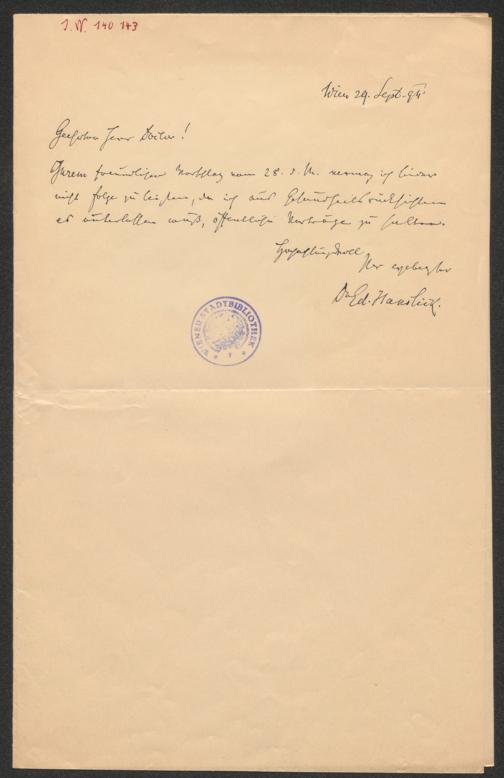 J.N. 140 143
Wien 29. Sept. 94
Geehrter Herr Doctor!
Ihrem freundlichen Vorschlag vom 28. d. M. vermag ich leider
nicht Folge zu leisten, da ich aus Gesundheitsrücksichten
es unterlassen muß, öffentliche Vorträge zu halten.
Hochachtungsvoll
Ihr ergebenster
Dr Ed. Hanslick.
WIENER STADTBIBLIOTHEK